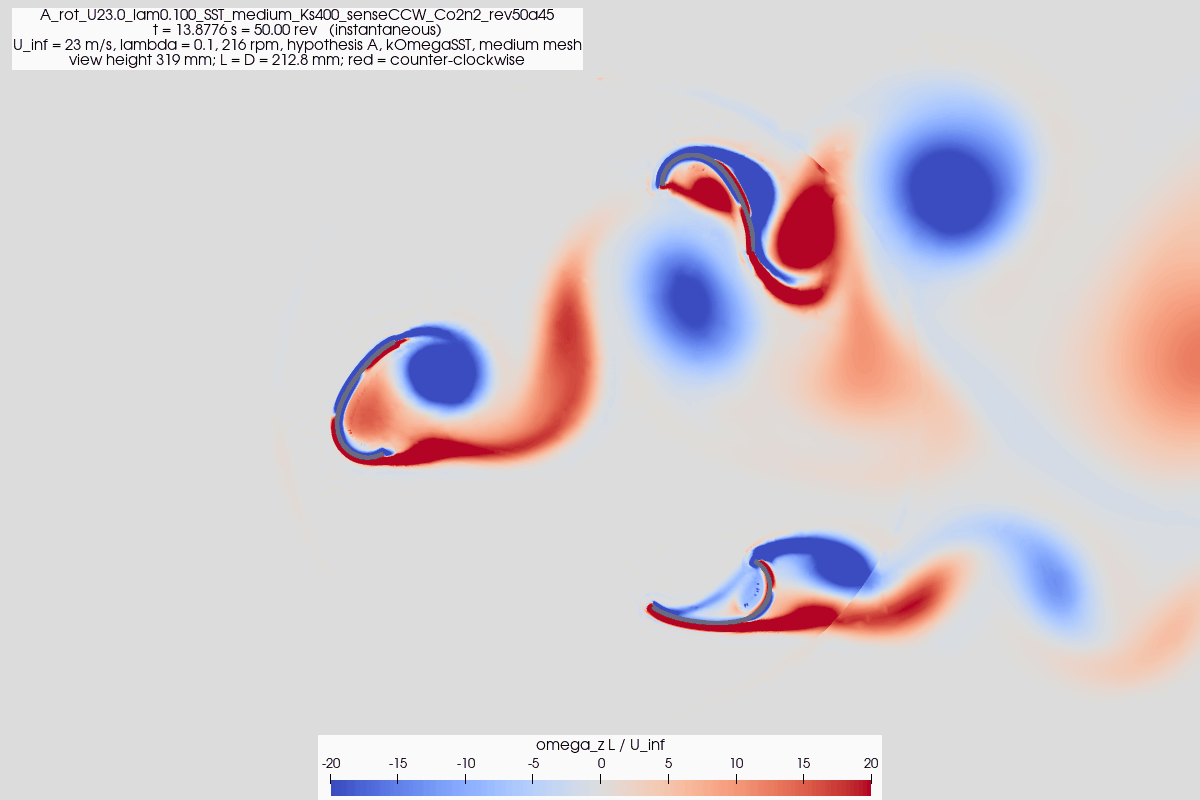 A_rot_U23.0_lam0.100_SST_medium_Ks400_senseCCW_Co2n2_rev50a45
t = 13.8776 s = 50.00 rev   (instantaneous)
U_inf = 23 m/s, lambda = 0.1, 216 rpm, hypothesis A, kOmegaSST, medium mesh
view height 319 mm; L = D = 212.8 mm; red = counter-clockwise
omega_z L / U_inf
-20 -15 -10 -5 0 5 10 15 20